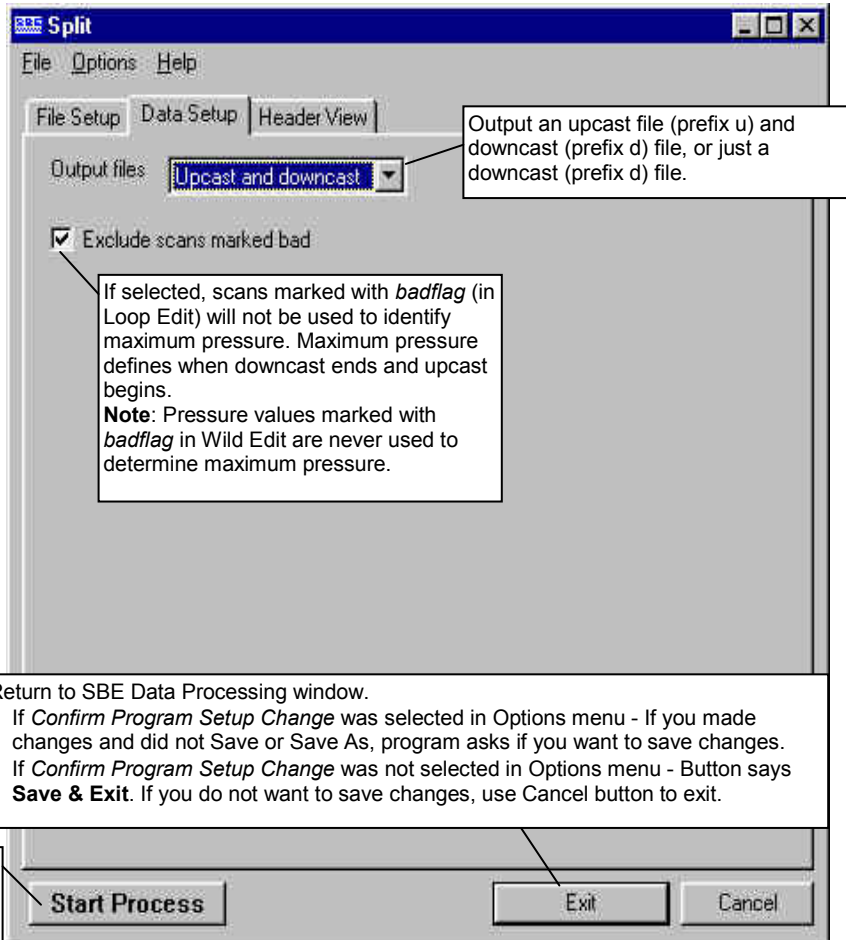 SBE Split
File Options Help
File Setup Data Setup Header View
Output an upcast file (prefix u) and
downcast (prefix d) file, or just a
downcast (prefix d) file.
Output files Upcast and downcast
Exclude scans marked bad
If selected, scans marked with badflag (in
Loop Edit) will not be used to identify
maximum pressure. Maximum pressure
defines when downcast ends and upcast
begins.
Note: Pressure values marked with
badflag in Wild Edit are never used to
determine maximum pressure.
Return to SBE Data Processing window.
If Confirm Program Setup Change was selected in Options menu - If you made
changes and did not Save or Save As, program asks if you want to save changes.
If Confirm Program Setup Change was not selected in Options menu - Button says
Save & Exit. If you do not want to save changes, use Cancel button to exit.
Start Process Exit Cancel